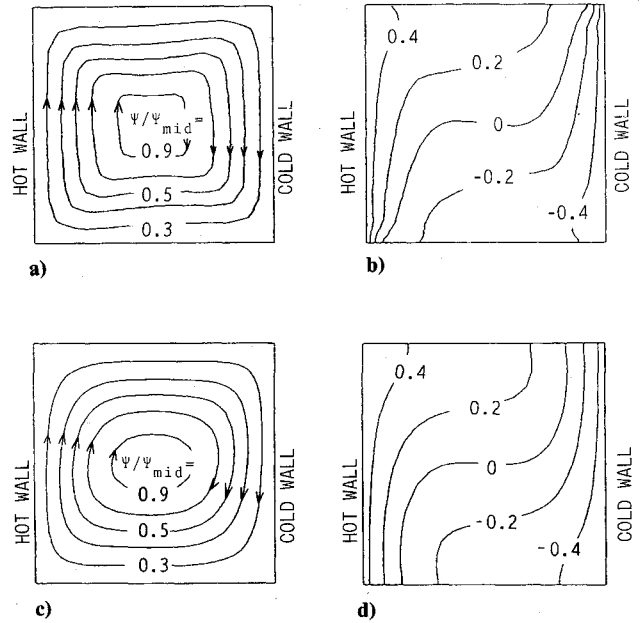 HOT WALL
Ψ/Ψmid=
0.9
0.5
0.3
COLD WALL
a)
HOT WALL
0.4
0.2
0
-0.2
-0.4
COLD WALL
b)
HOT WALL
Ψ/Ψmid=
0.9
0.5
0.3
COLD WALL
c)
HOT WALL
0.4
0.2
0
-0.2
-0.4
COLD WALL
d)